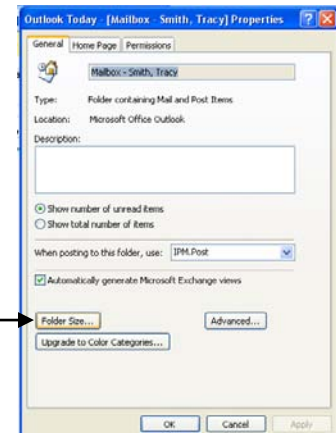 Outlook Today - [Mailbox - Smith, Tracy] Properties
General Home Page Permissions
Mailbox - Smith, Tracy
Type: Folder containing Mail and Post Items
Location: Microsoft Office Outlook
Description:
Show number of unread items
Show total number of items
When posting to this folder, use: IPM.Post
Automatically generate Microsoft Exchange views
Folder Size... Advanced...
Upgrade to Color Categories...
OK Cancel Apply